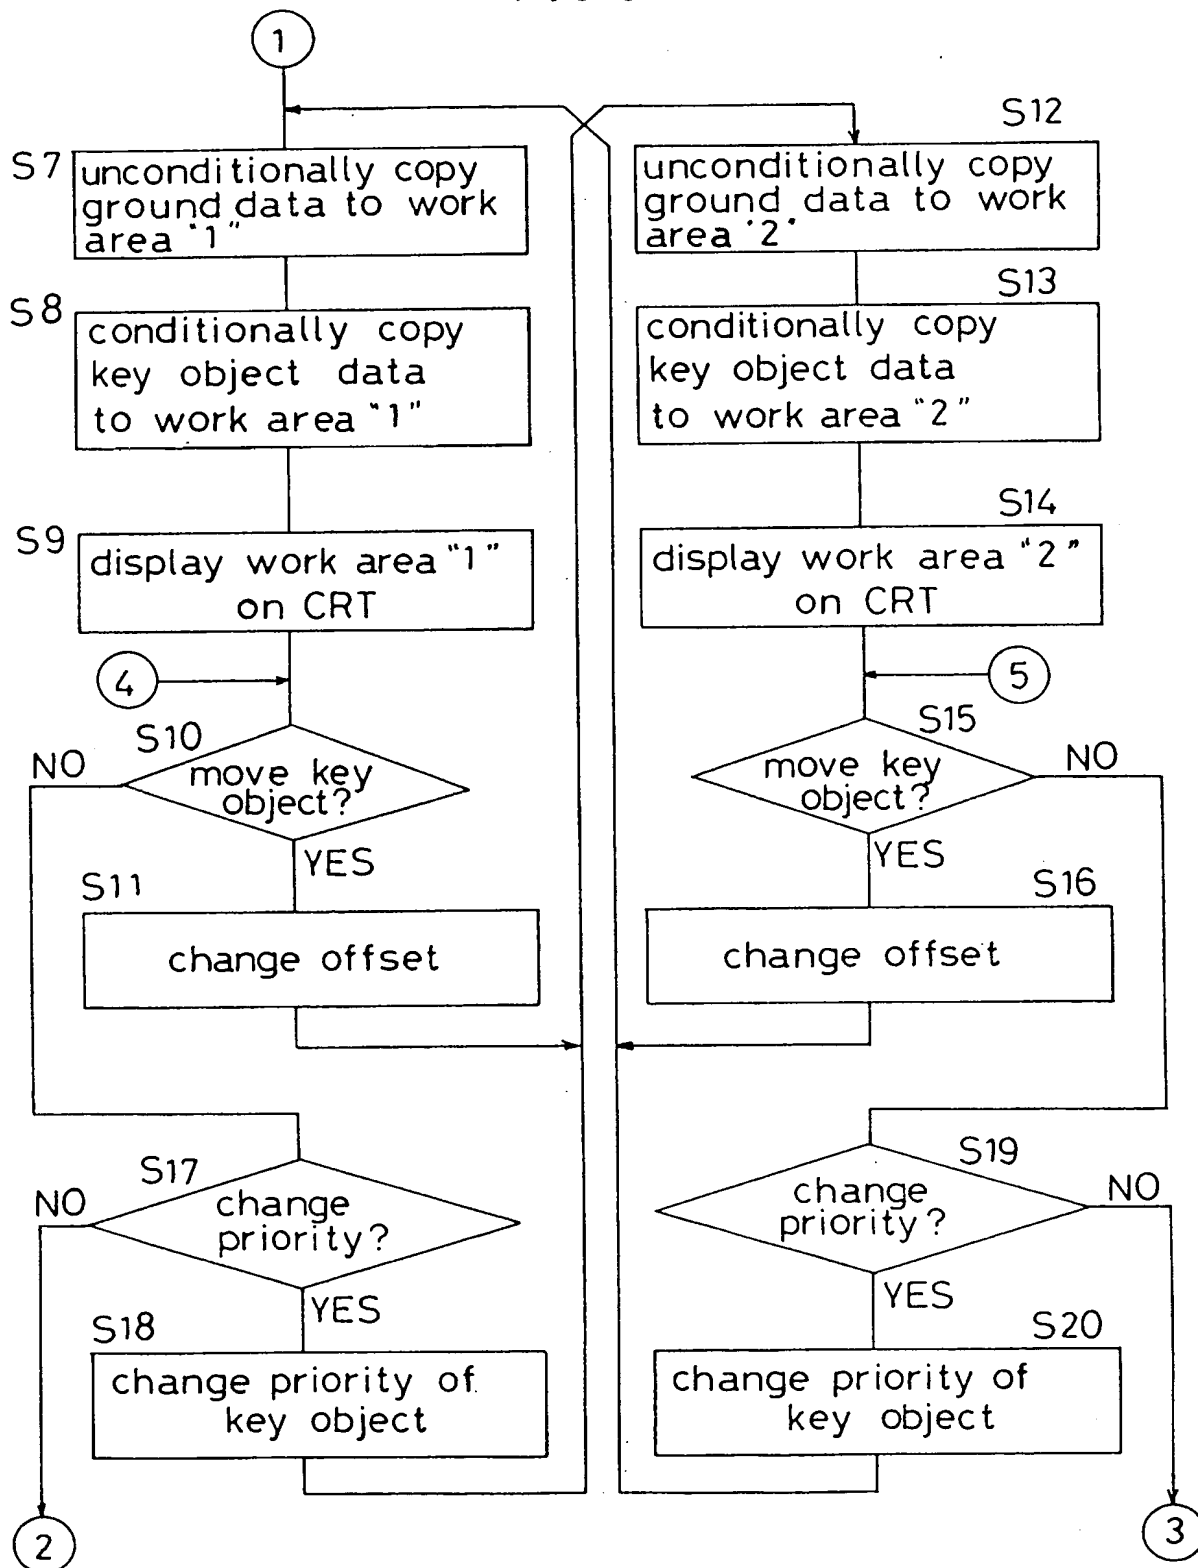 1
S7
unconditionally copy
ground data to work
area "1"
S8
conditionally copy
key object data
to work area "1"
S9
display work area "1"
on CRT
4
S10
NO
move key
object?
YES
S11
change offset
S17
NO
change
priority?
YES
S18
change priority of
key object
2
S12
unconditionally copy
ground data to work
area "2"
S13
conditionally copy
key object data
to work area "2"
S14
display work area "2"
on CRT
5
S15
NO
move key
object?
YES
S16
change offset
S19
NO
change
priority?
YES
S20
change priority of
key object
3